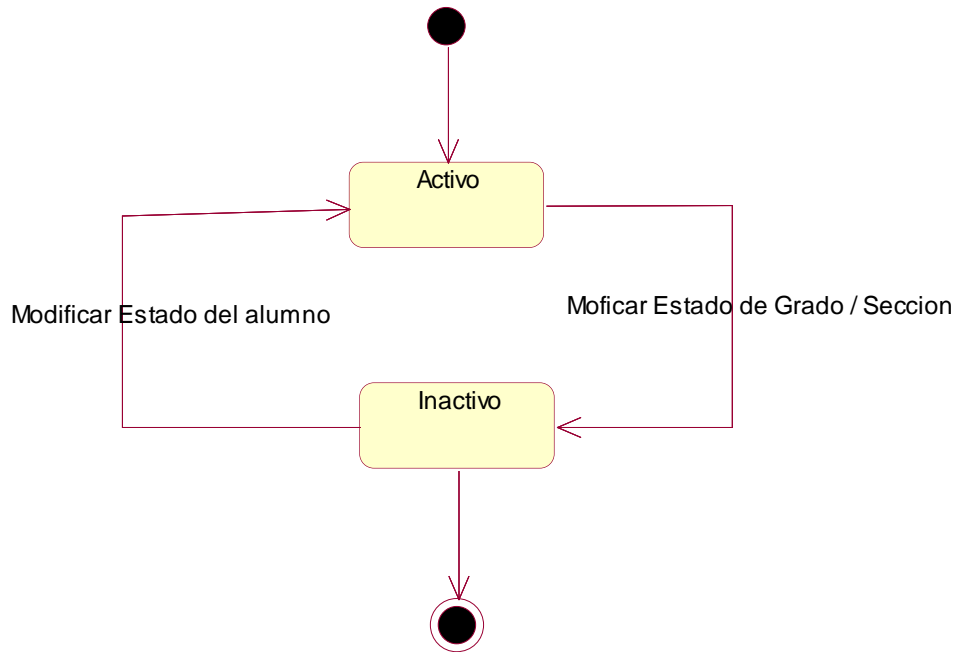 Activo
Moficar Estado de Grado / Seccion
Modificar Estado del alumno
Inactivo